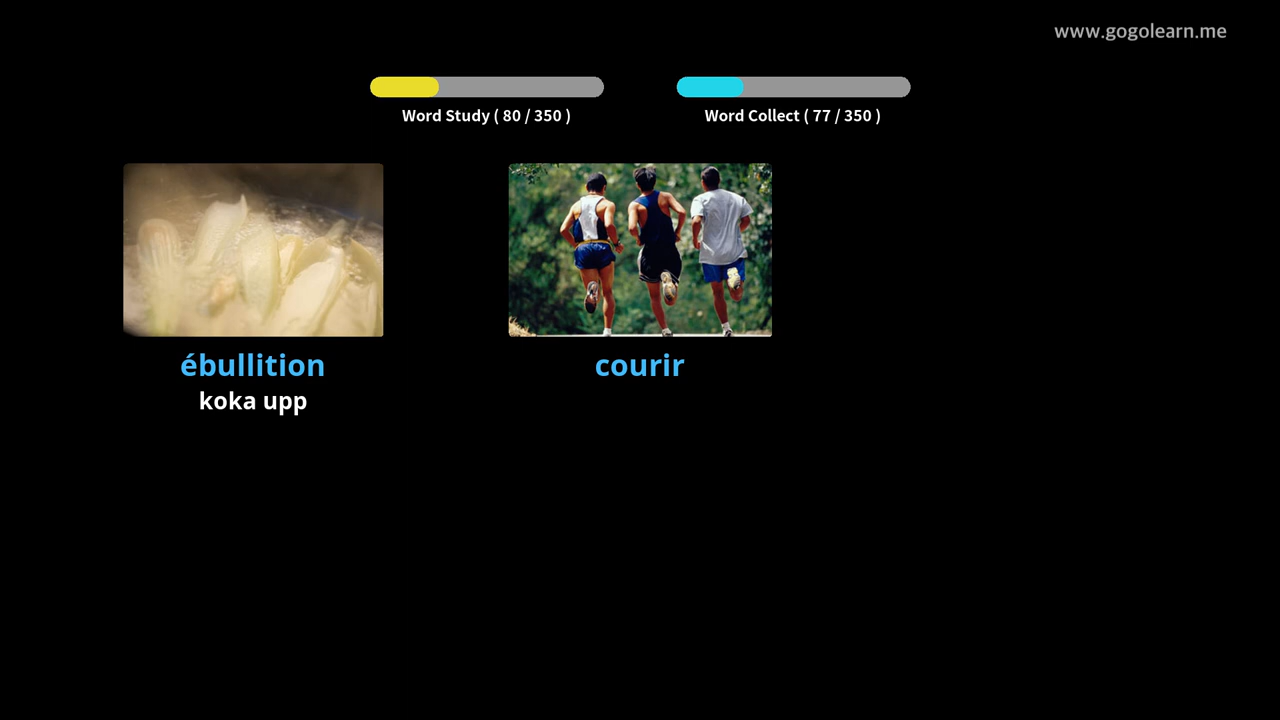 www.gogolearn.me
Word Study ( 80 / 350 )
Word Collect ( 77 / 350 )
ébullition
koka upp
courir